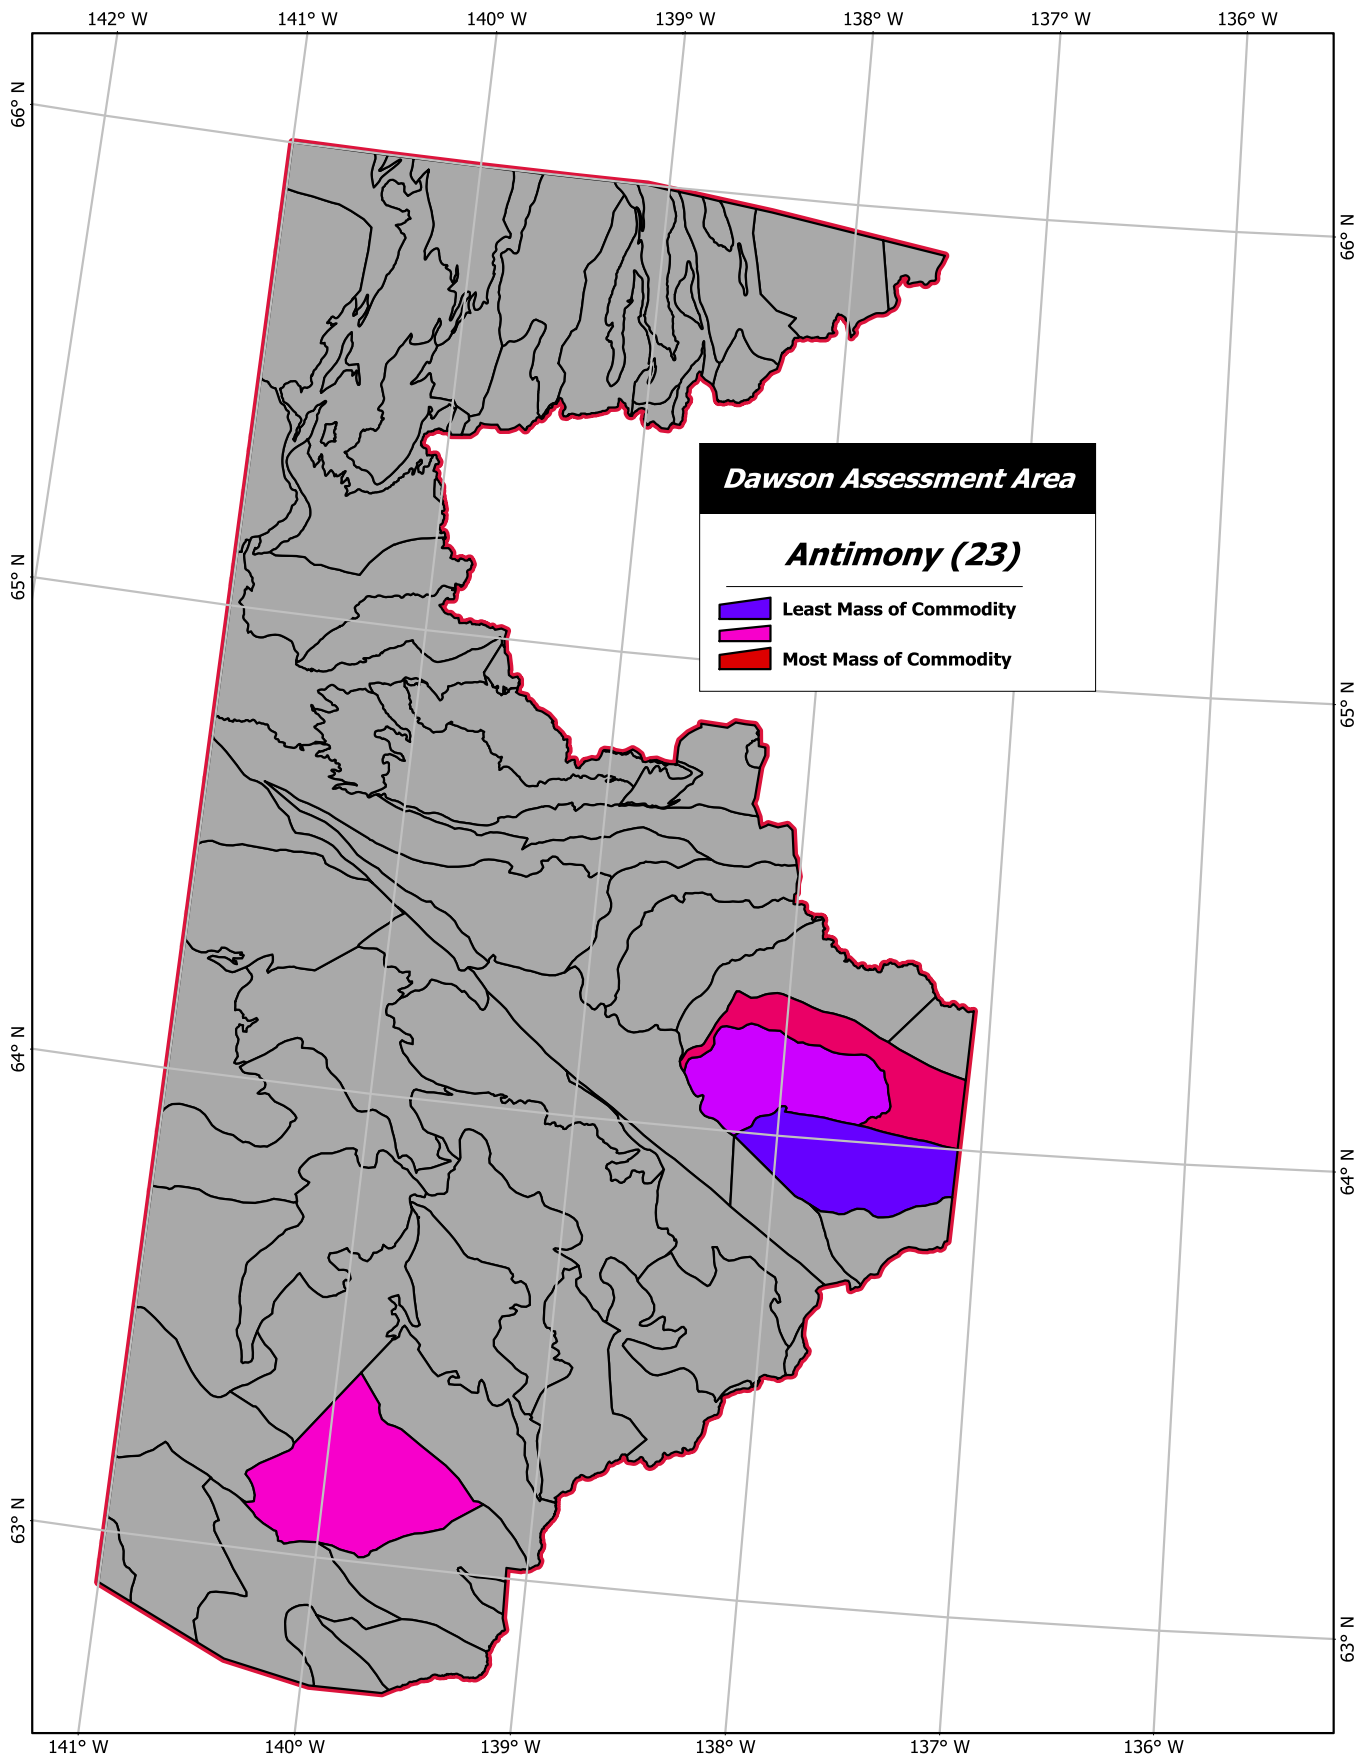 142° W 141° W 140° W 139° W 138° W 137° W 136° W
66° N
66° N
Dawson Assessment Area
Antimony (23)
65° N
Least Mass of Commodity
Most Mass of Commodity
65° N
64° N
64° N
63° N
63° N
141° W 140° W 139° W 138° W 137° W 136° W